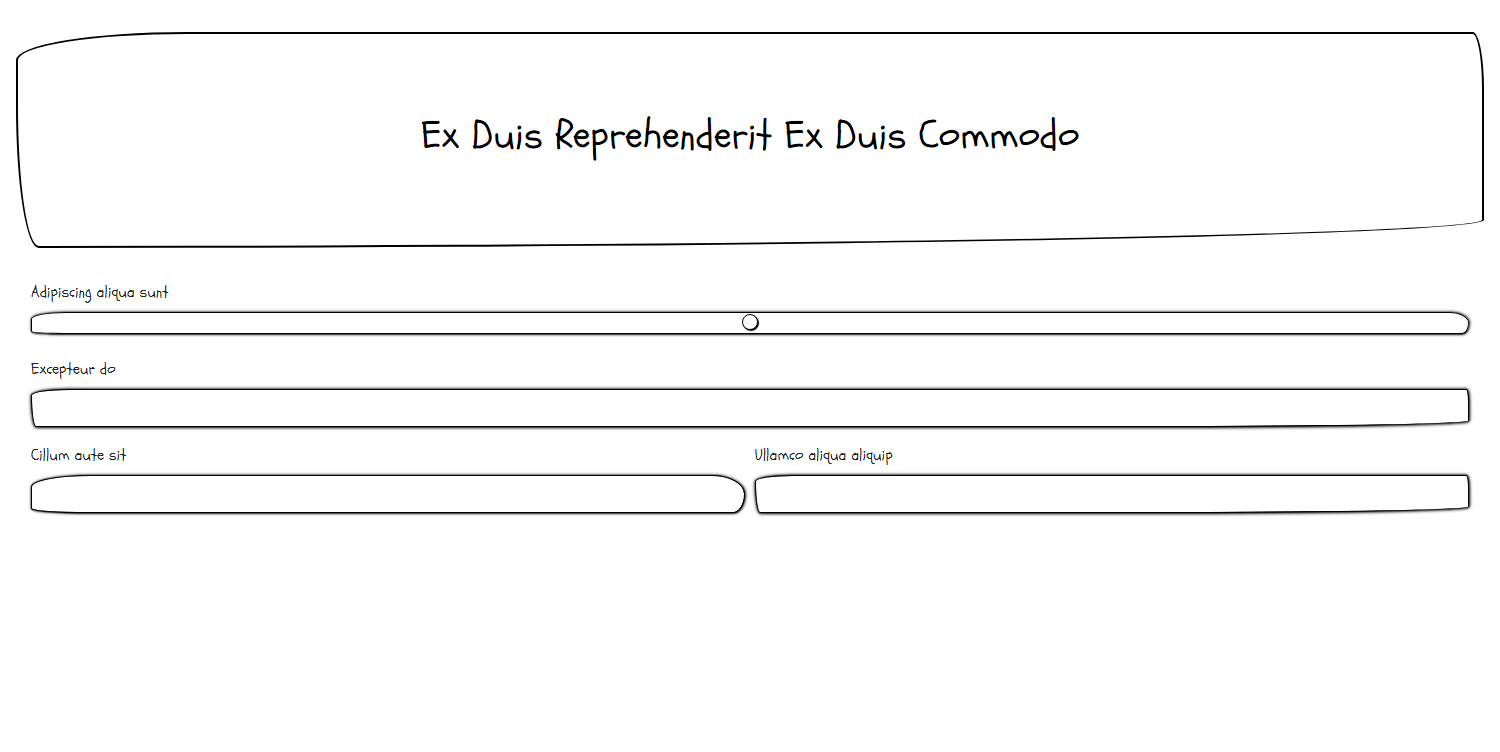 Ex Duis Reprehenderit Ex Duis Commodo
Adipiscing aliqua sunt
Excepteur do
Cillum aute sit
Ullamco aliqua aliquip